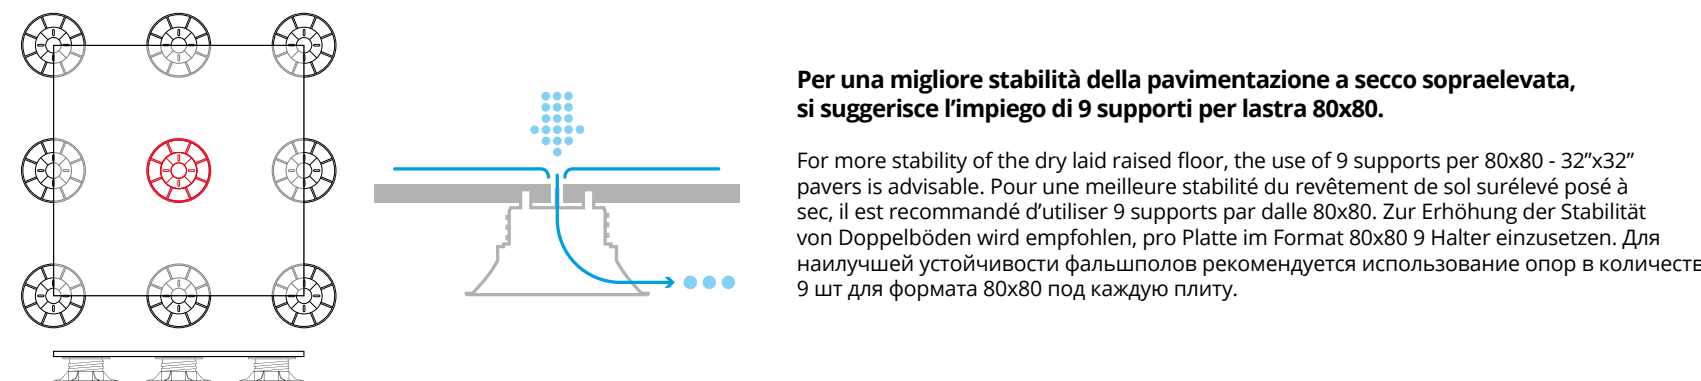 Per una migliore stabilità della pavimentazione a secco sopraelevata,
si suggerisce l’impiego di 9 supporti per lastra 80x80.
For more stability of the dry laid raised floor, the use of 9 supports per 80x80 - 32”x32”
pavers is advisable. Pour une meilleure stabilité du revêtement de sol surélevé posé à
sec, il est recommandé d’utiliser 9 supports par dalle 80x80. Zur Erhöhung der Stabilität
von Doppelböden wird empfohlen, pro Platte im Format 80x80 9 Halter einzusetzen. Для
наилучшей устойчивости фальшполов рекомендуется использование опор в количеств
9 шт для формата 80x80 под каждую плиту.